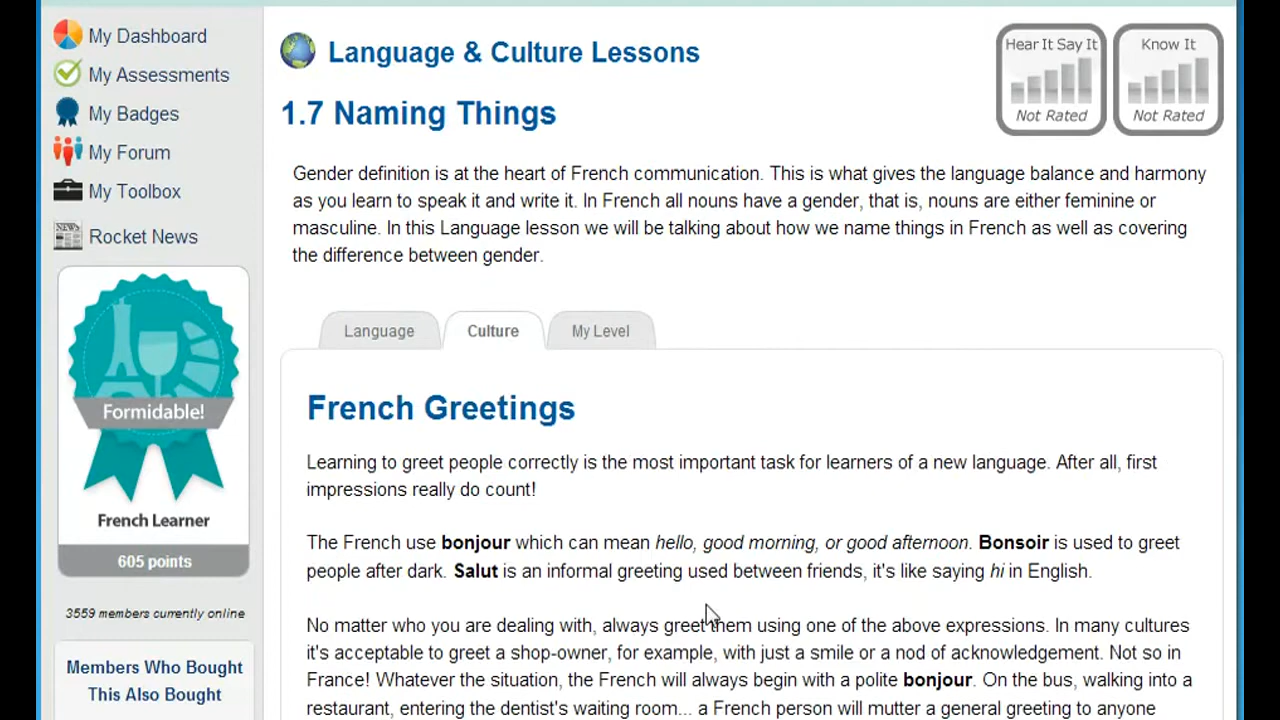 My Dashboard
My Assessments
My Badges
My Forum
My Toolbox
NEWS
Rocket News
Formidable!
French Learner
605 points
3559 members currently online
Members Who Bought
This Also Bought
Language & Culture Lessons
Hear It Say It
Not Rated
Know It
Not Rated
1.7 Naming Things
Gender definition is at the heart of French communication. This is what gives the language balance and harmony
as you learn to speak it and write it. In French all nouns have a gender, that is, nouns are either feminine or
masculine. In this Language lesson we will be talking about how we name things in French as well as covering
the difference between gender.
Language
Culture
My Level
French Greetings
Learning to greet people correctly is the most important task for learners of a new language. After all, first
impressions really do count!
The French use bonjour which can mean hello, good morning, or good afternoon. Bonsoir is used to greet
people after dark. Salut is an informal greeting used between friends, it's like saying hi in English.
No matter who you are dealing with, always greet them using one of the above expressions. In many cultures
it's acceptable to greet a shop-owner, for example, with just a smile or a nod of acknowledgement. Not so in
France! Whatever the situation, the French will always begin with a polite bonjour. On the bus, walking into a
restaurant, entering the dentist's waiting room... a French person will mutter a general greeting to anyone